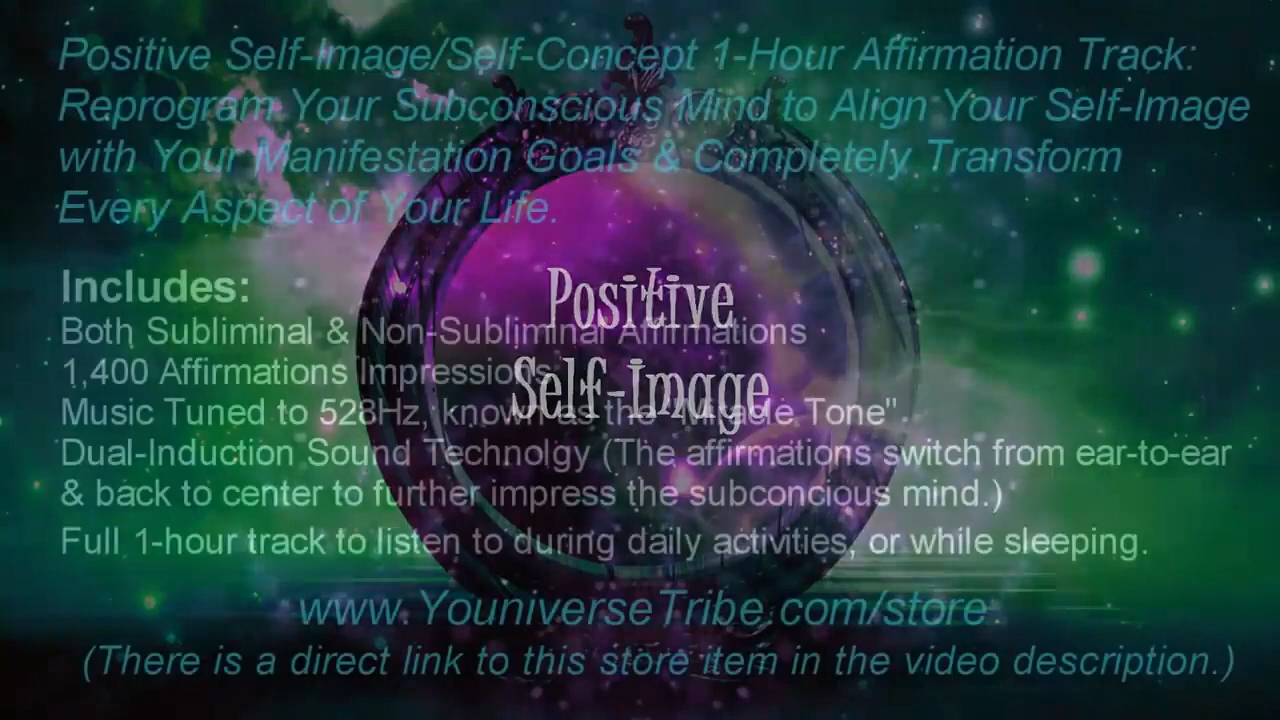 Positive Self-Image/Self-Concept 1-Hour Affirmation Track:
Reprogram Your Subconscious Mind to Align Your Self-Image
with Your Manifestation Goals & Completely Transform
Every Aspect of Your Life.
Includes:
Both Subliminal & Non-Subliminal Affirmations
1,400 Affirmations Impressions
Music Tuned to 528Hz, known as the "Miracle Tone"
Dual-Induction Sound Technolgy (The affirmations switch from ear-to-ear
& back to center to further impress the subconcious mind.)
Full 1-hour track to listen to during daily activities, or while sleeping.
www.YouniverseTribe.com/store
(There is a direct link to this store item in the video description.)
Positive
Self-Image